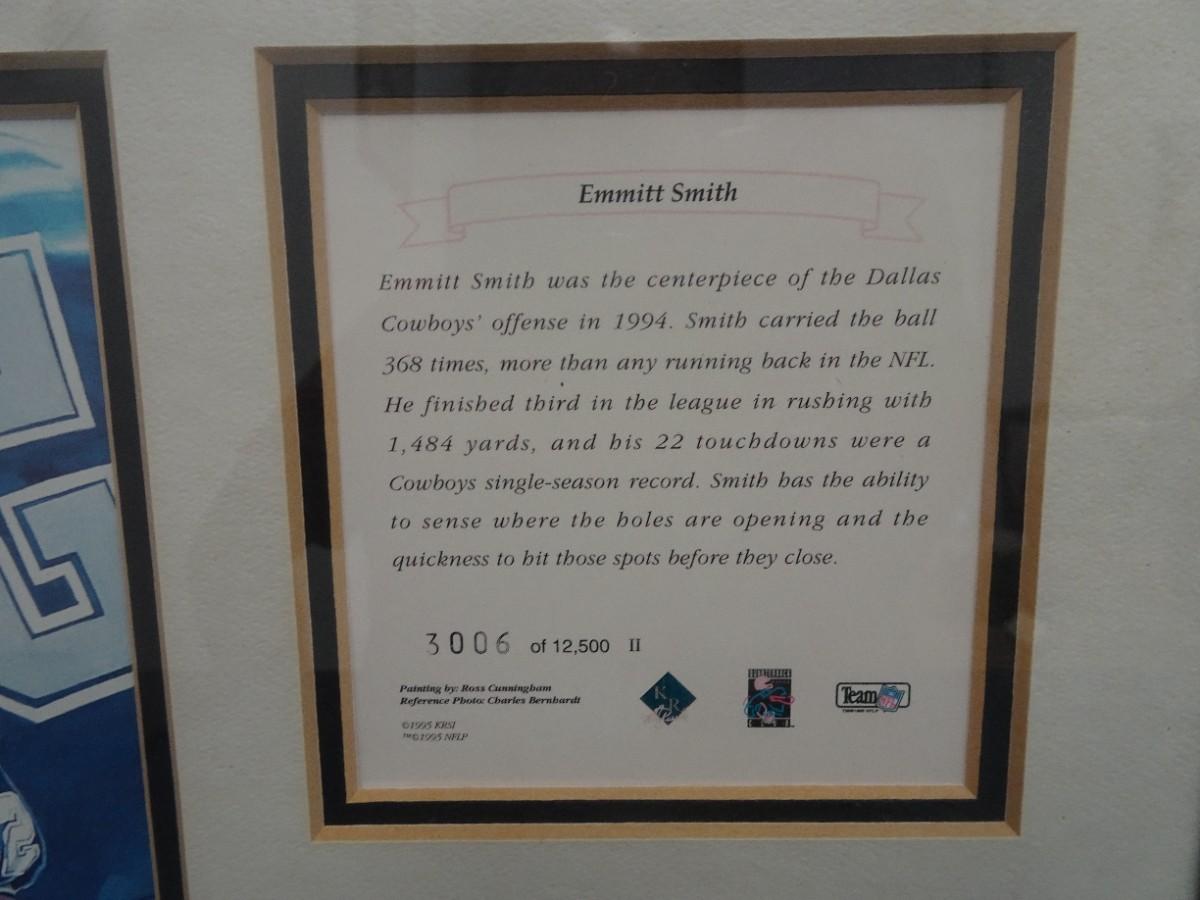 Emmitt Smith
Emmitt Smith was the centerpiece of the Dallas
Cowboys' offense in 1994. Smith carried the ball
368 times, more than any running back in the NFL.
He finished third in the league in rushing with
1,484 yards, and his 22 touchdowns were a
Cowboys single-season record. Smith has the ability
to sense where the holes are opening and the
quickness to hit those spots before they close.
3006 of 12,500 II
Painting by: Ross Cunningham
Reference Photo: Charles Bernhardt
©1995 KRSI
™©1995 NFLP
K R
Team NFL